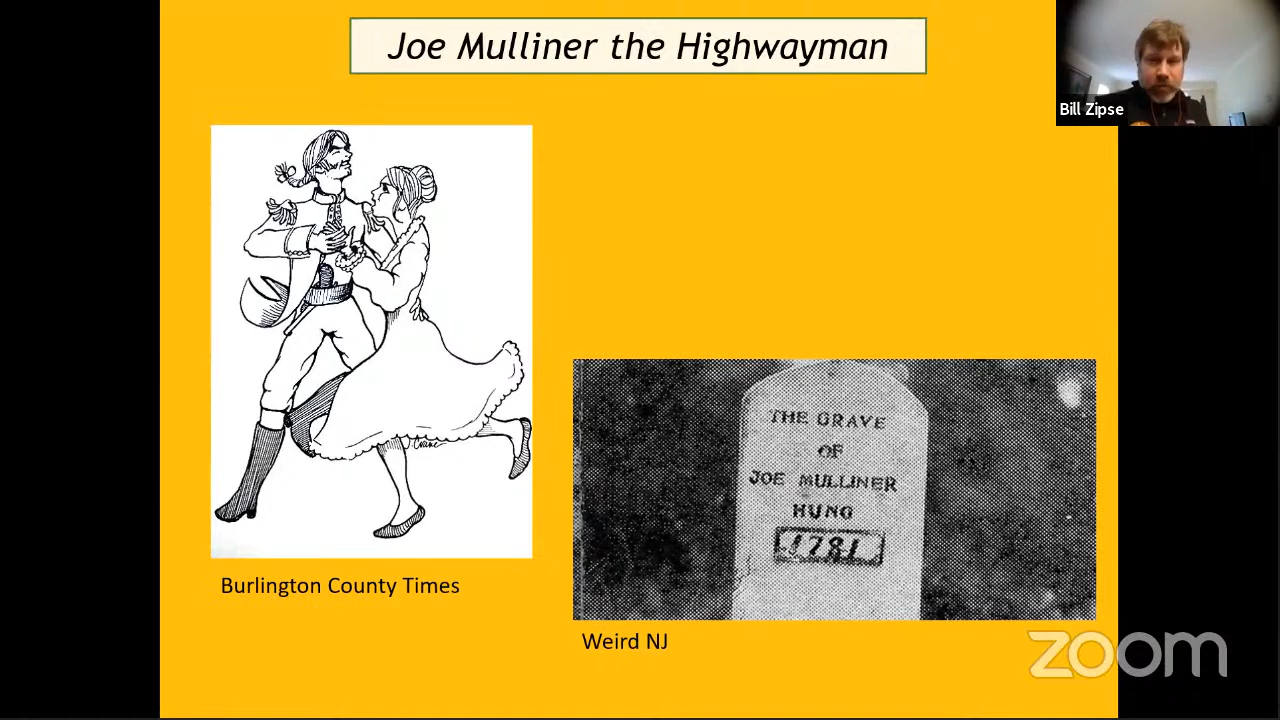 Joe Mulliner the Highwayman
Bill Zipse
Crane
THE GRAVE
OF
JOE MULLINER
HUNG
1781
Burlington County Times
Weird NJ
zoom